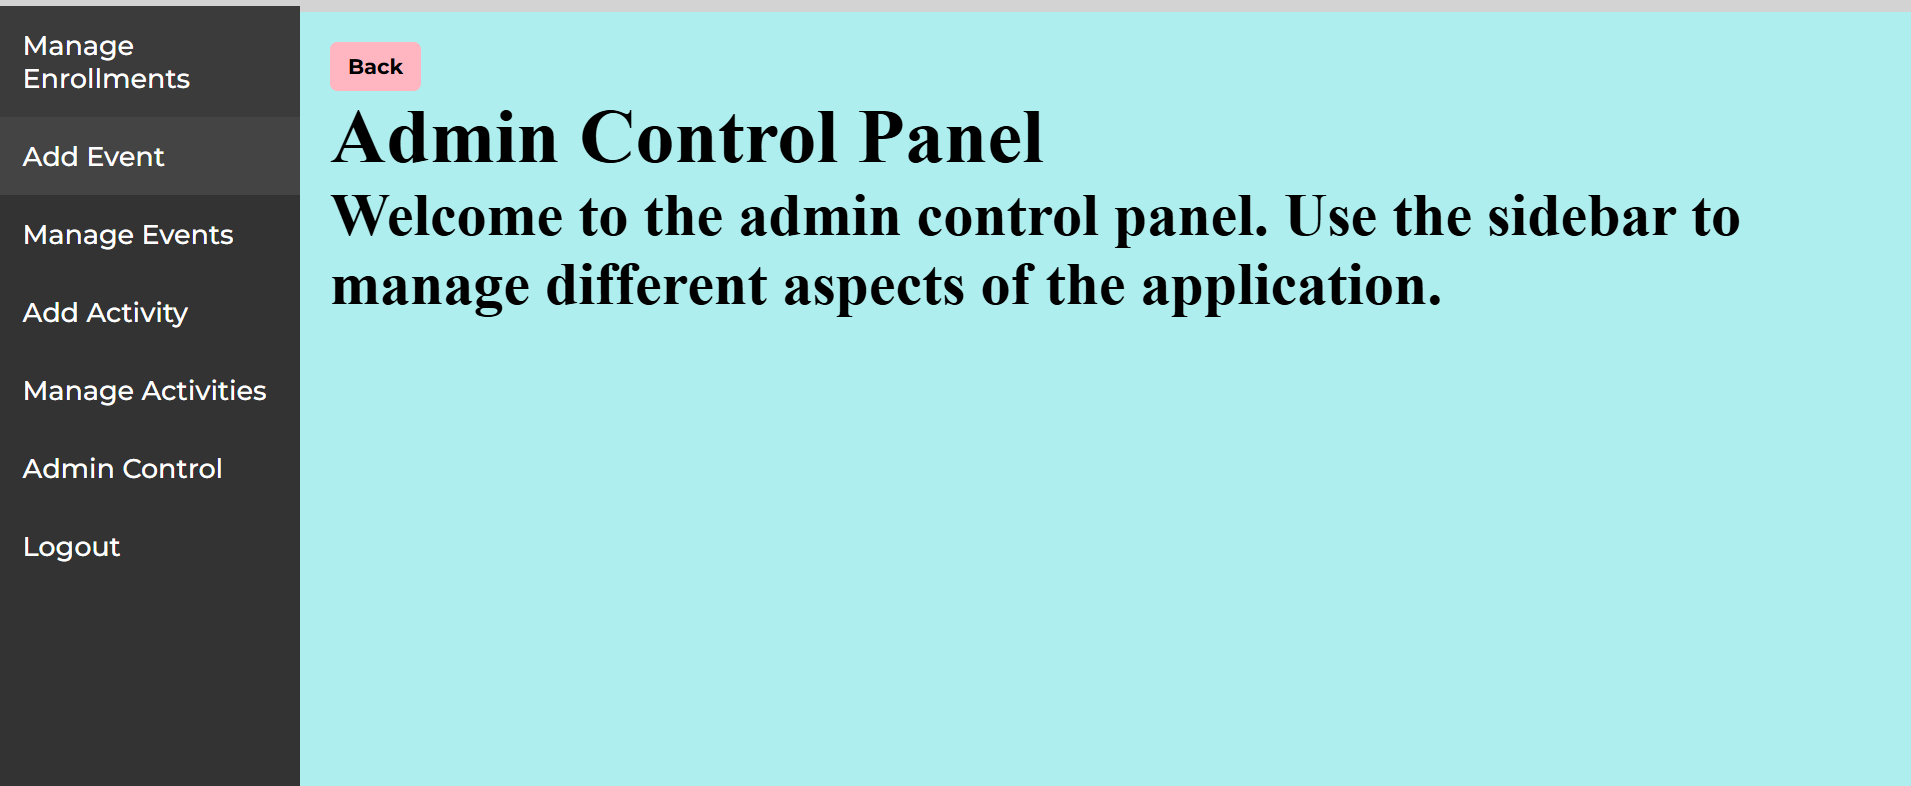 Manage
Enrollments
Add Event
Manage Events
Add Activity
Manage Activities
Admin Control
Logout
Back
Admin Control Panel
Welcome to the admin control panel. Use the sidebar to
manage different aspects of the application.